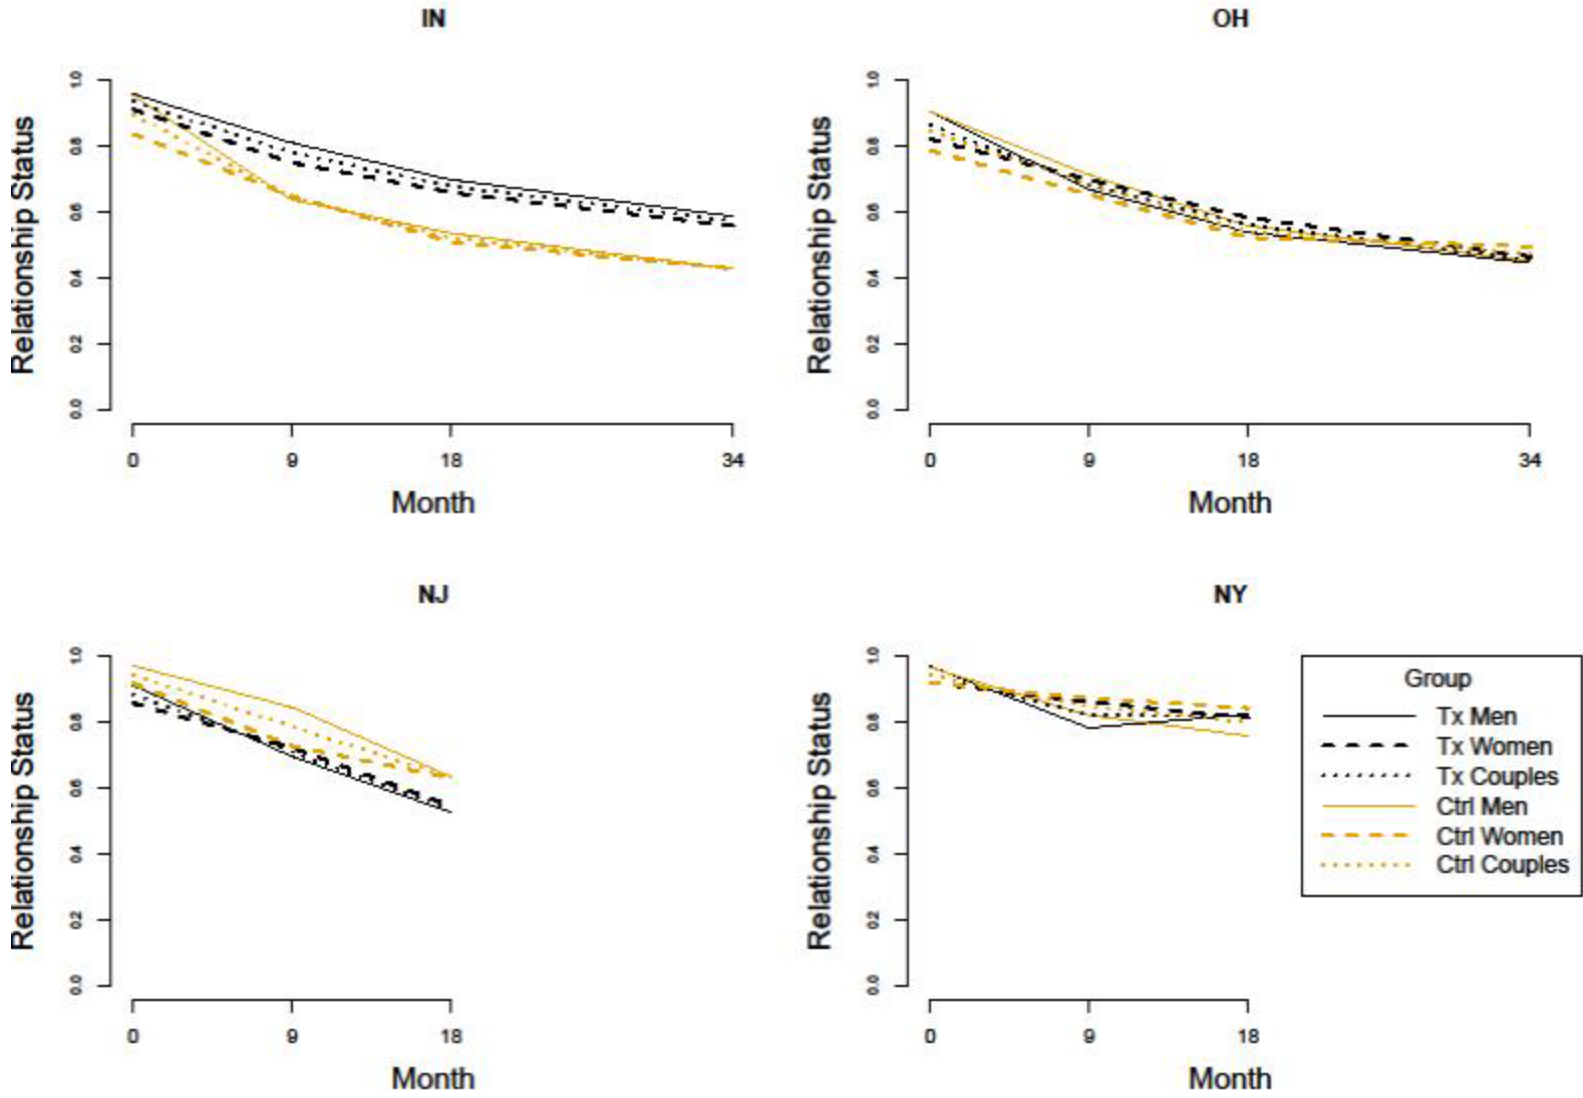 IN
Relationship Status
1.0
0.8
0.6
0.4
0.2
0.0
0 9 18 34
Month
OH
Relationship Status
1.0
0.8
0.6
0.4
0.2
0.0
0 9 18 34
Month
NJ
Relationship Status
1.0
0.8
0.6
0.4
0.2
0.0
0 9 18
Month
NY
Relationship Status
1.0
0.8
0.6
0.4
0.2
0.0
0 9 18
Month
Group
Tx Men
Tx Women
Tx Couples
Ctrl Men
Ctrl Women
Ctrl Couples